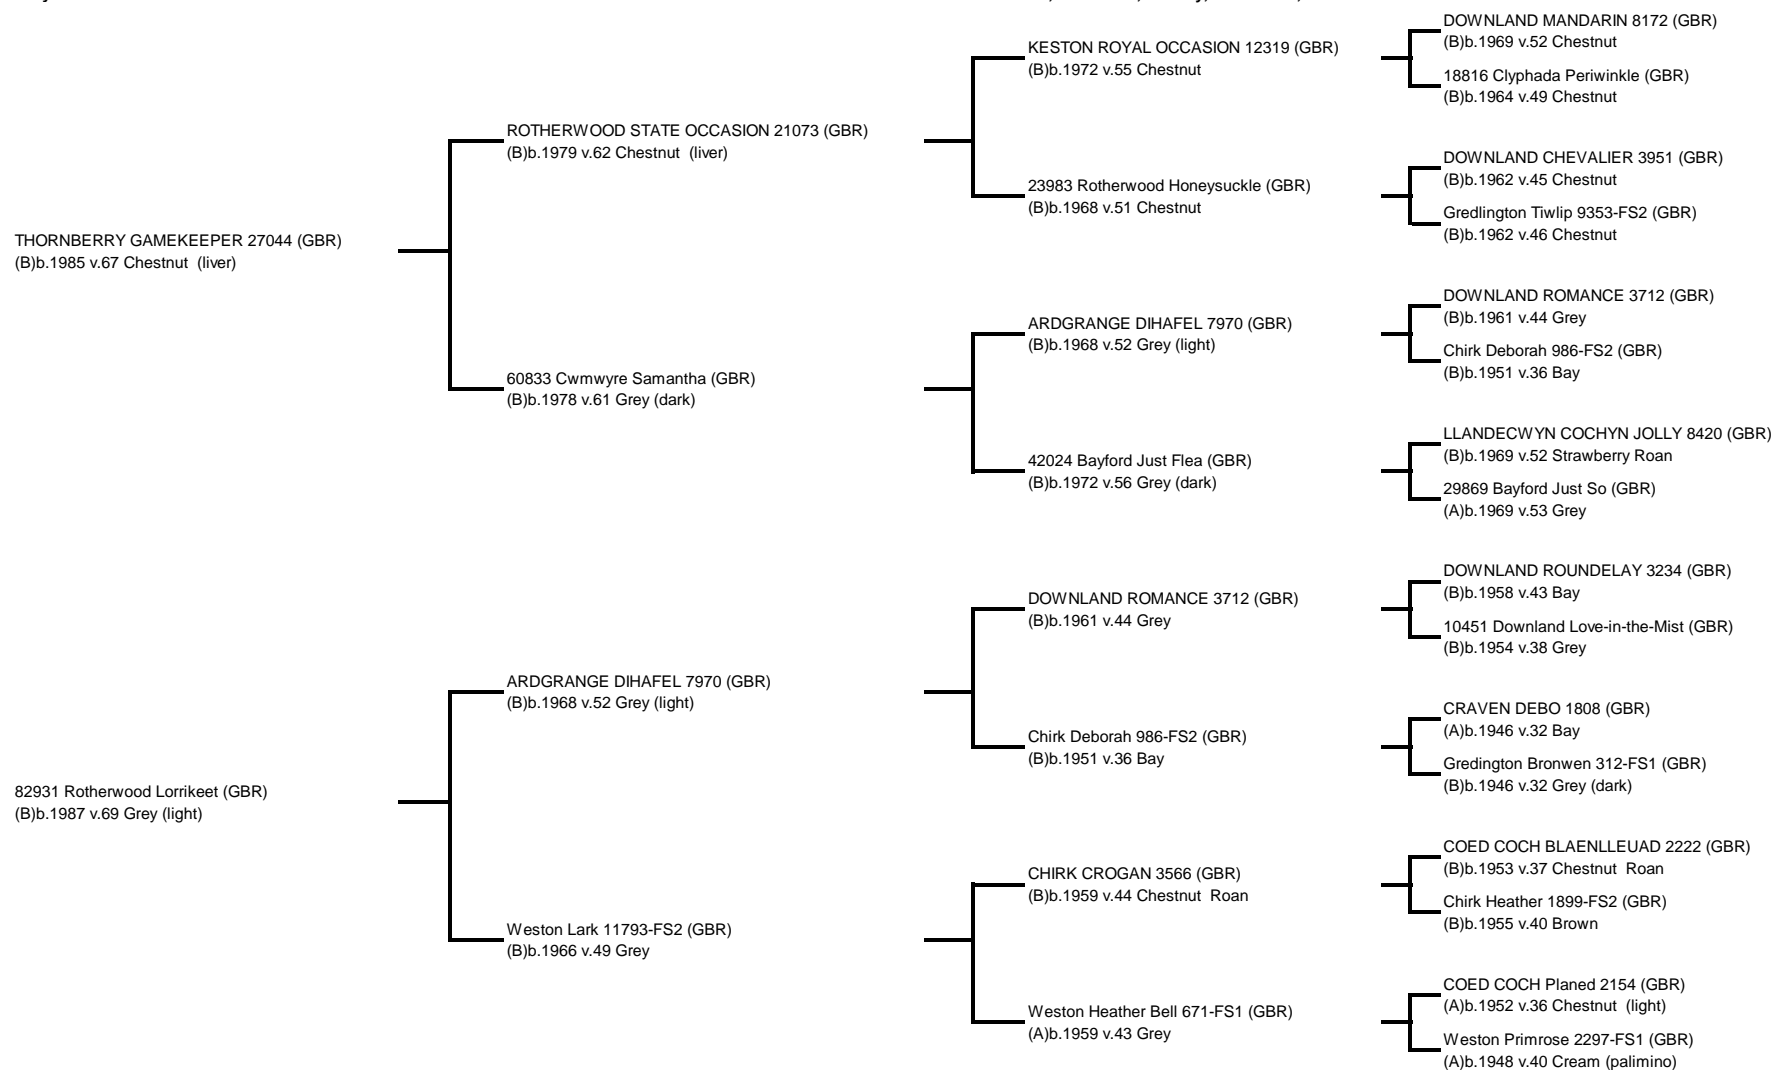 DOWNLAND MANDARIN 8172 (GBR)
(B)b.1969 v.52 Chestnut
KESTON ROYAL OCCASION 12319 (GBR)
(B)b.1972 v.55 Chestnut
18816 Clyphada Periwinkle (GBR)
(B)b.1964 v.49 Chestnut
ROTHERWOOD STATE OCCASION 21073 (GBR)
(B)b.1979 v.62 Chestnut (liver)
DOWNLAND CHEVALIER 3951 (GBR)
(B)b.1962 v.45 Chestnut
23983 Rotherwood Honeysuckle (GBR)
(B)b.1968 v.51 Chestnut
Gredlington Tiwlip 9353-FS2 (GBR)
(B)b.1962 v.46 Chestnut
THORNBERRY GAMEKEEPER 27044 (GBR)
(B)b.1985 v.67 Chestnut (liver)
DOWNLAND ROMANCE 3712 (GBR)
(B)b.1961 v.44 Grey
ARDGRANGE DIHAFEL 7970 (GBR)
(B)b.1968 v.52 Grey (light)
Chirk Deborah 986-FS2 (GBR)
(B)b.1951 v.36 Bay
60833 Cwmwyre Samantha (GBR)
(B)b.1978 v.61 Grey (dark)
LLANDECWYN COCHYN JOLLY 8420 (GBR)
(B)b.1969 v.52 Strawberry Roan
42024 Bayford Just Flea (GBR)
(B)b.1972 v.56 Grey (dark)
29869 Bayford Just So (GBR)
(A)b.1969 v.53 Grey
DOWNLAND ROUNDELAY 3234 (GBR)
(B)b.1958 v.43 Bay
DOWNLAND ROMANCE 3712 (GBR)
(B)b.1961 v.44 Grey
10451 Downland Love-in-the-Mist (GBR)
(B)b.1954 v.38 Grey
ARDGRANGE DIHAFEL 7970 (GBR)
(B)b.1968 v.52 Grey (light)
CRAVEN DEBO 1808 (GBR)
(A)b.1946 v.32 Bay
Chirk Deborah 986-FS2 (GBR)
(B)b.1951 v.36 Bay
Gredington Bronwen 312-FS1 (GBR)
(B)b.1946 v.32 Grey (dark)
82931 Rotherwood Lorrikeet (GBR)
(B)b.1987 v.69 Grey (light)
COED COCH BLAENLLEUAD 2222 (GBR)
(B)b.1953 v.37 Chestnut Roan
CHIRK CROGAN 3566 (GBR)
(B)b.1959 v.44 Chestnut Roan
Chirk Heather 1899-FS2 (GBR)
(B)b.1955 v.40 Brown
Weston Lark 11793-FS2 (GBR)
(B)b.1966 v.49 Grey
COED COCH Planed 2154 (GBR)
(A)b.1952 v.36 Chestnut (light)
Weston Heather Bell 671-FS1 (GBR)
(A)b.1959 v.43 Grey
Weston Primrose 2297-FS1 (GBR)
(A)b.1948 v.40 Cream (palimino)